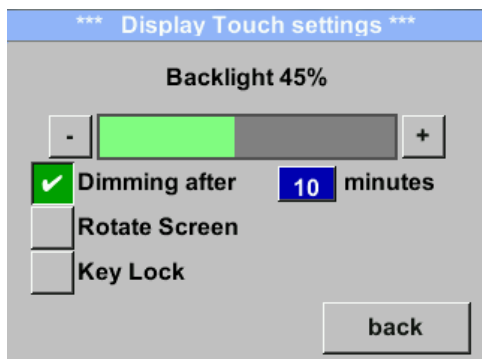 *** Display Touch settings ***
Backlight 45%
- +
Dimming after 10 minutes
Rotate Screen
Key Lock
back